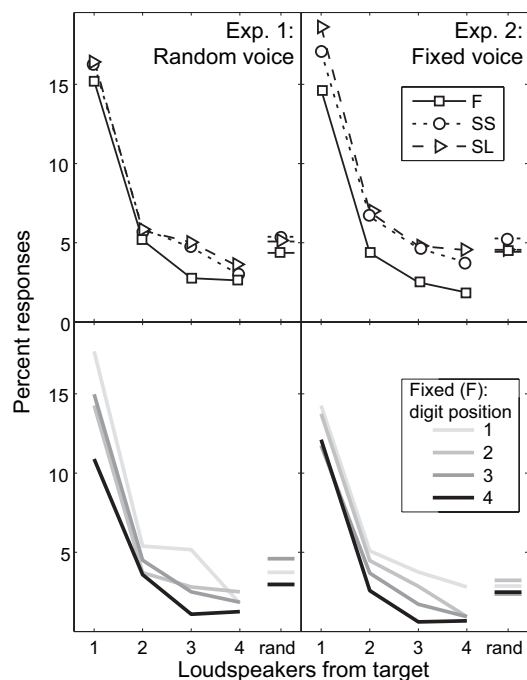 Exp. 1:
Random voice
Exp. 2:
Fixed voice
F
SS
SL
15
10
5
0
Percent responses
Fixed (F):
digit position
1
2
3
4
15
10
5
1 2 3 4 rand
1 2 3 4 rand
Loudspeakers from target